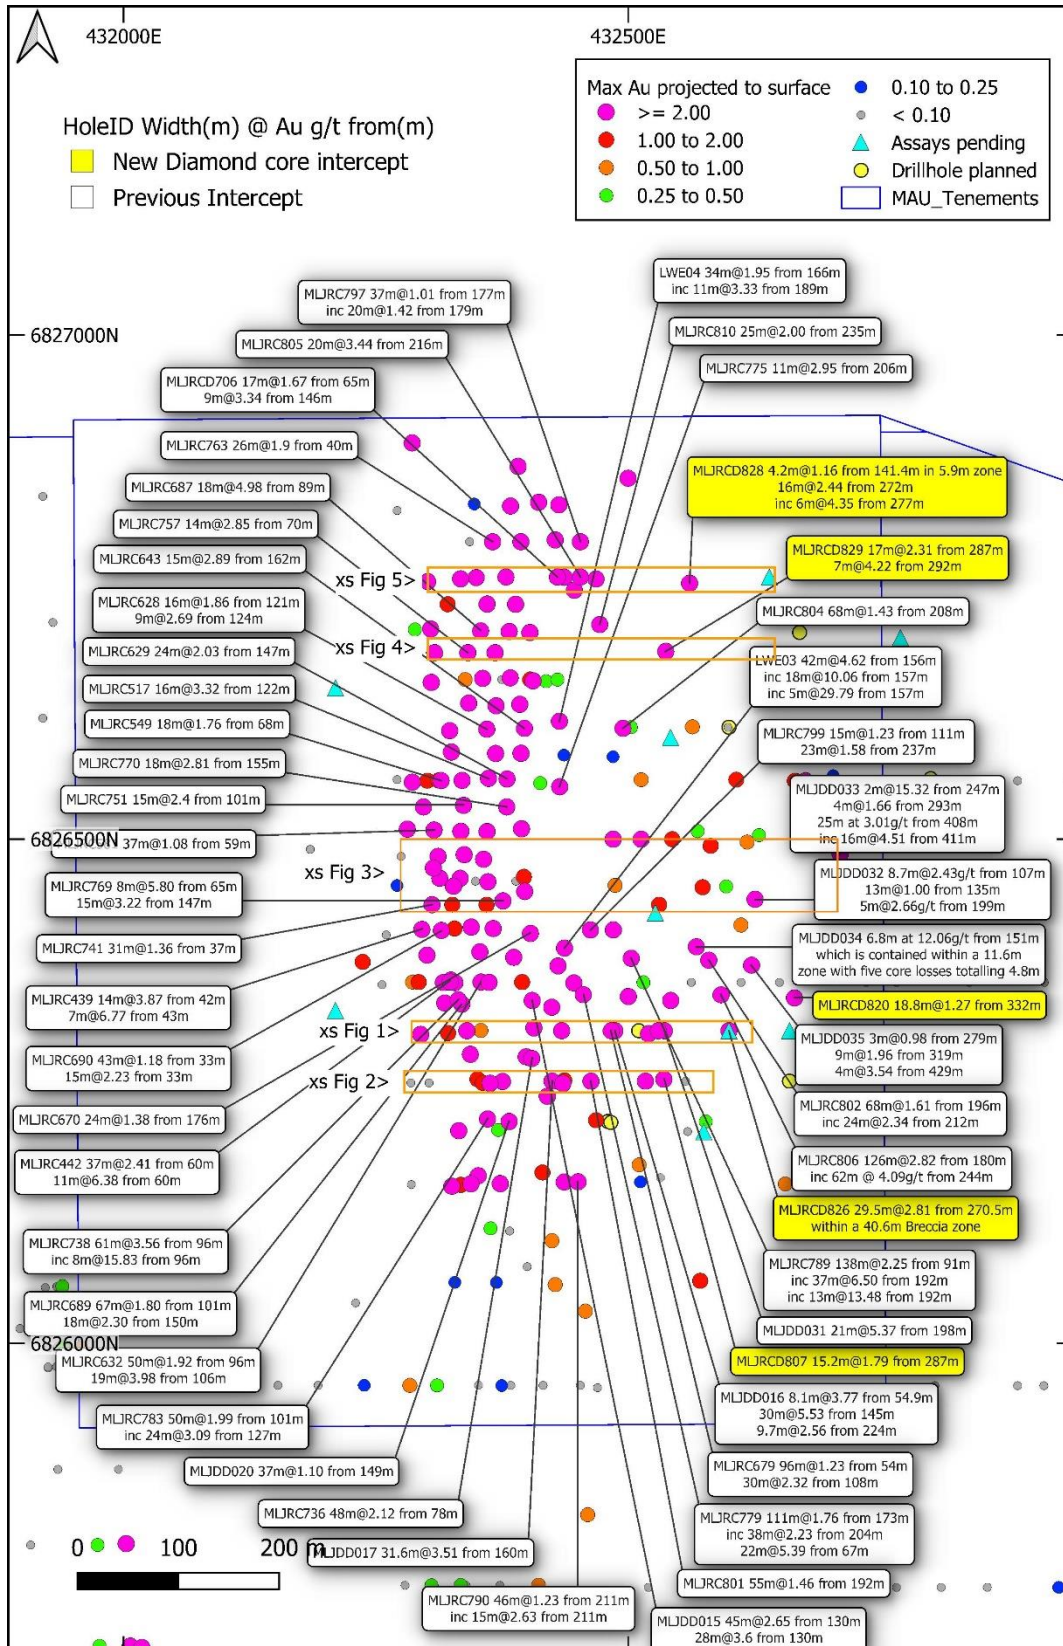 432000E
432500E
HoleID Width(m) @ Au g/t from(m)
New Diamond core intercept
Previous Intercept
Max Au projected to surface
>= 2.00
1.00 to 2.00
0.50 to 1.00
0.25 to 0.50
0.10 to 0.25
< 0.10
Assays pending
Drillhole planned
MAU_Tenements
LWE04 34m@1.95 from 166m
inc 11m@3.33 from 189m
MLJRC797 37m@1.01 from 177m
inc 20m@1.42 from 179m
MLJRC810 25m@2.00 from 235m
6827000N
MLJRC805 20m@3.44 from 216m
MLJRC775 11m@2.95 from 206m
MLJRCD706 17m@1.67 from 65m
9m@3.34 from 146m
MLJRC763 26m@1.9 from 40m
MLJRCD828 4.2m@1.16 from 141.4m in 5.9m zone
16m@2.44 from 272m
inc 6m@4.35 from 277m
MLJRC687 18m@4.98 from 89m
MLJRC757 14m@2.85 from 70m
MLJRCD829 17m@2.31 from 287m
7m@4.22 from 292m
MLJRC643 15m@2.89 from 162m
xs Fig 5>
MLJRC628 16m@1.86 from 121m
9m@2.69 from 124m
MLJRC804 68m@1.43 from 208m
xs Fig 4>
MLJRC629 24m@2.03 from 147m
LWE03 42m@4.62 from 156m
inc 18m@10.06 from 157m
inc 5m@29.79 from 157m
MLJRC517 16m@3.32 from 122m
MLJRC549 18m@1.76 from 68m
MLJRC799 15m@1.23 from 111m
23m@1.58 from 237m
MLJRC770 18m@2.81 from 155m
MLJRC751 15m@2.4 from 101m
MLJDD033 2m@15.32 from 247m
4m@1.66 from 293m
25m at 3.01g/t from 408m
inc 16m@4.51 from 411m
6826500N
37m@1.08 from 59m
xs Fig 3>
MLJDD032 8.7m@2.43g/t from 107m
13m@1.00 from 135m
5m@2.66g/t from 199m
MLJRC769 8m@5.80 from 65m
15m@3.22 from 147m
MLJRC741 31m@1.36 from 37m
MLJDD034 6.8m at 12.06g/t from 151m
which is contained within a 11.6m
zone with five core losses totalling 4.8m
MLJRC439 14m@3.87 from 42m
7m@6.77 from 43m
MLJRCD820 18.8m@1.27 from 332m
xs Fig 1>
MLJDD035 3m@0.98 from 279m
9m@1.96 from 319m
4m@3.54 from 429m
MLJRC690 43m@1.18 from 33m
15m@2.23 from 33m
xs Fig 2>
MLJRC802 68m@1.61 from 196m
inc 24m@2.34 from 212m
MLJRC670 24m@1.38 from 176m
MLJRC442 37m@2.41 from 60m
11m@6.38 from 60m
MLJRC806 126m@2.82 from 180m
inc 62m @ 4.09g/t from 244m
MLJRCD826 29.5m@2.81 from 270.5m
within a 40.6m Breccia zone
MLJRC738 61m@3.56 from 96m
inc 8m@15.83 from 96m
MLJRC789 138m@2.25 from 91m
inc 37m@6.50 from 192m
inc 13m@13.48 from 192m
MLJRC689 67m@1.80 from 101m
18m@2.30 from 150m
MLJDD031 21m@5.37 from 198m
6826000N
MLJRC632 50m@1.92 from 96m
19m@3.98 from 106m
MLJRCD807 15.2m@1.79 from 287m
MLJDD016 8.1m@3.77 from 54.9m
30m@5.53 from 145m
9.7m@2.56 from 224m
MLJRC783 50m@1.99 from 101m
inc 24m@3.09 from 127m
MLJDD020 37m@1.10 from 149m
MLJRC679 96m@1.23 from 54m
30m@2.32 from 108m
MLJRC736 48m@2.12 from 78m
MLJRC779 111m@1.76 from 173m
inc 38m@2.23 from 204m
22m@5.39 from 67m
0 100 200 m
MLJDD017 31.6m@3.51 from 160m
MLJRC801 55m@1.46 from 192m
MLJRC790 46m@1.23 from 211m
inc 15m@2.63 from 211m
MLJDD015 45m@2.65 from 130m
28m@3.6 from 130m